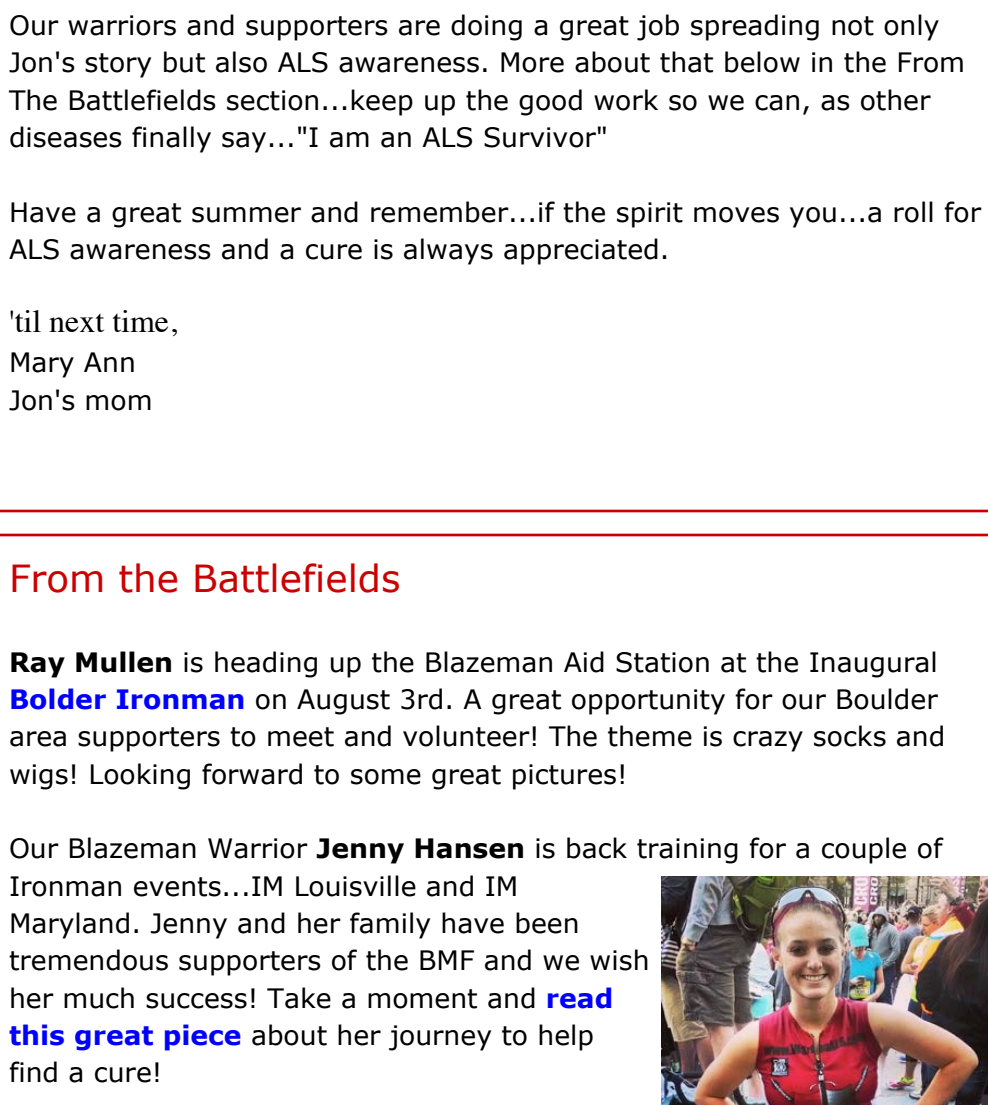 Our warriors and supporters are doing a great job spreading not only
Jon's story but also ALS awareness. More about that below in the From
The Battlefields section...keep up the good work so we can, as other
diseases finally say..."I am an ALS Survivor"
Have a great summer and remember...if the spirit moves you...a roll for
ALS awareness and a cure is always appreciated.
'til next time,
Mary Ann
Jon's mom
From the Battlefields
Ray Mullen is heading up the Blazeman Aid Station at the Inaugural
Bolder Ironman on August 3rd. A great opportunity for our Boulder
area supporters to meet and volunteer! The theme is crazy socks and
wigs! Looking forward to some great pictures!
Our Blazeman Warrior Jenny Hansen is back training for a couple of
Ironman events...IM Louisville and IM
Maryland. Jenny and her family have been
tremendous supporters of the BMF and we wish
her much success! Take a moment and read
this great piece about her journey to help
find a cure!